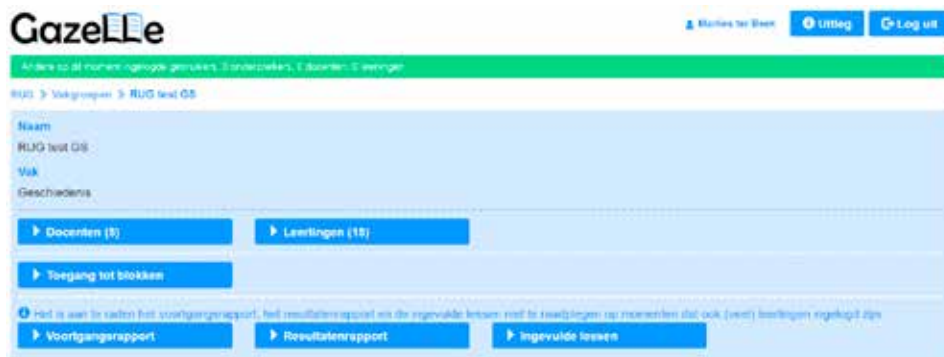 Gazelle
Marlies ter Beek Uitleg Log uit
Andere op dit moment ingelogde gebruikers: 0 onderzoekers, 0 docenten, 0 leerlingen
RUG > Vakgroepen > RUG test GS
Naam
RUG test GS
Vak
Geschiedenis
Docenten (5) Leerlingen (18)
Toegang tot blokken
Het is aan te raden het voortgangsrapport, het resultatenrapport en de ingevulde lessen niet te raadplegen op momenten dat ook (veel) leerlingen ingelogd zijn
Voortgangsrapport Resultatenrapport Ingevulde lessen